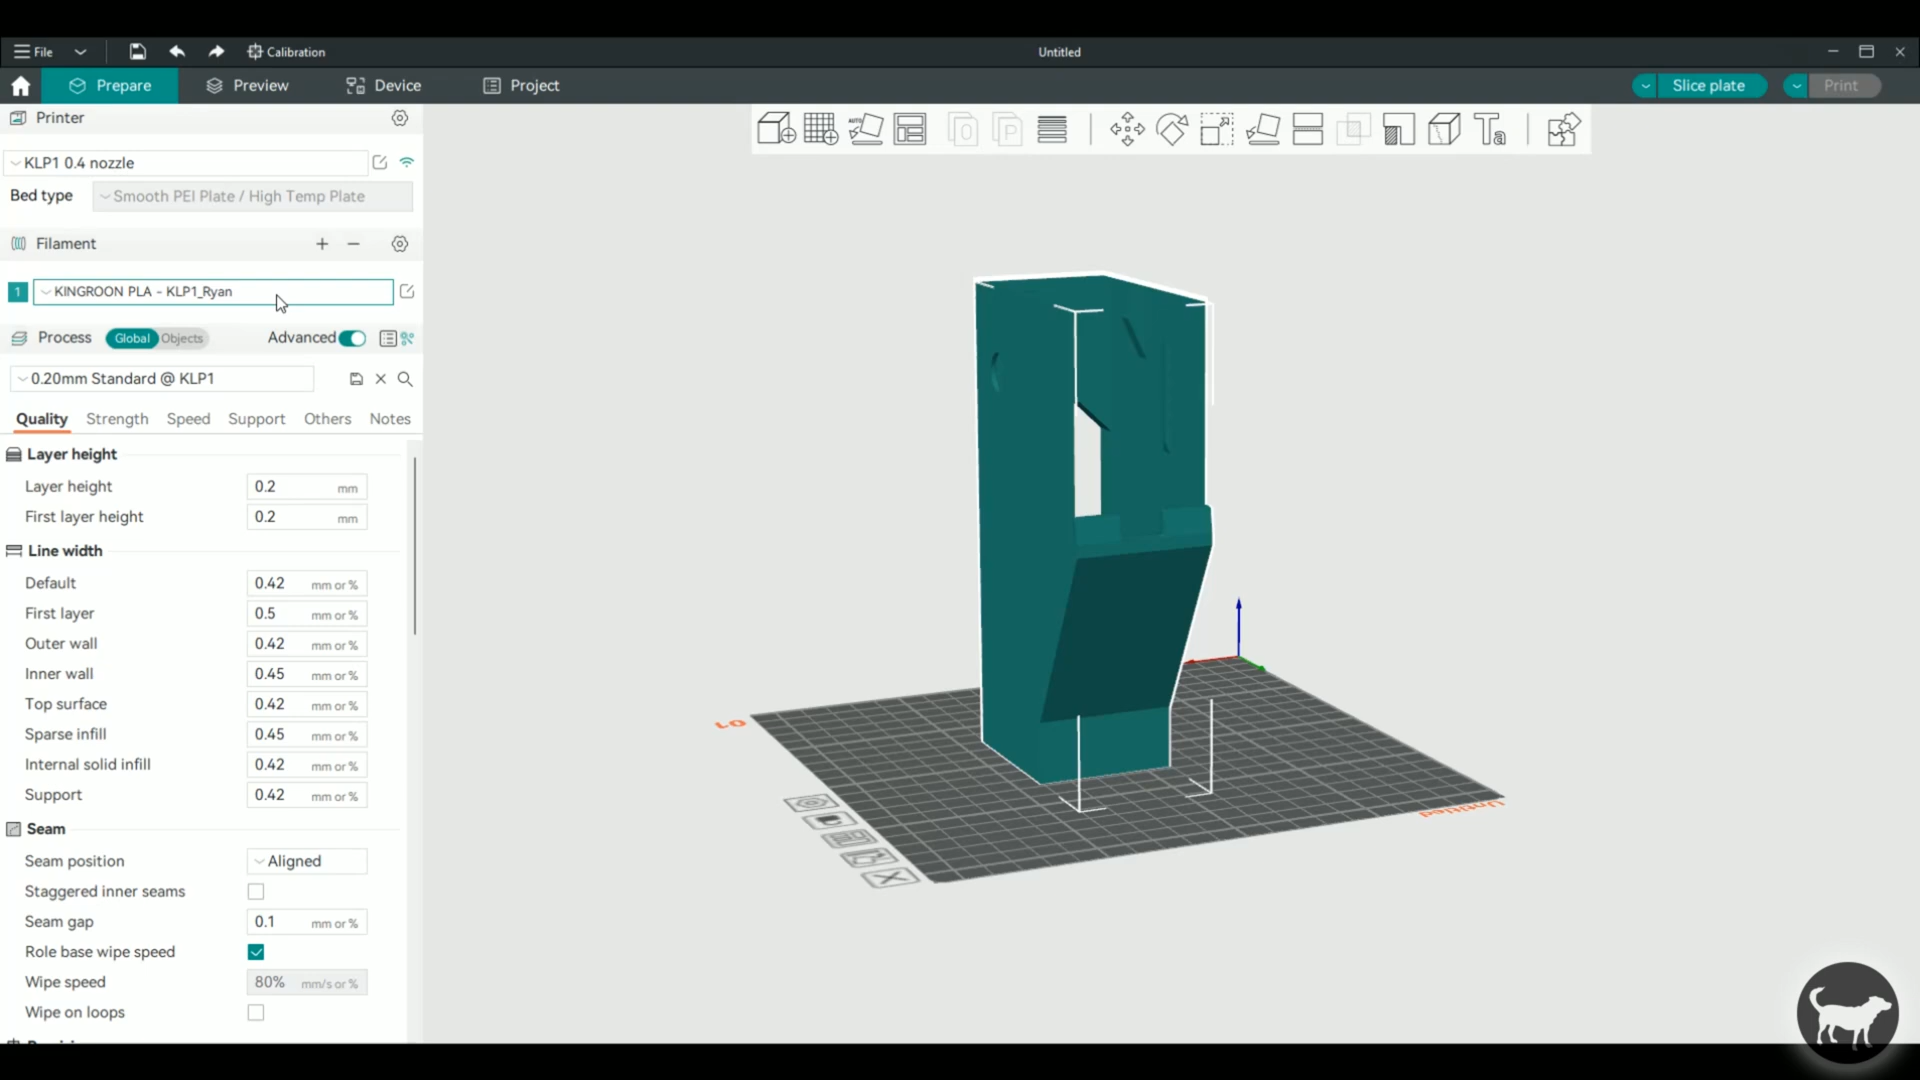 File
Calibration
Untitled
Prepare
Preview
Device
Project
Slice plate
Print
Printer
KLP1 0.4 nozzle
Bed type
Smooth PEI Plate / High Temp Plate
Filament
1
KINGROON PLA - KLP1_Ryan
Process
Global
Objects
Advanced
0.20mm Standard @ KLP1
Quality
Strength
Speed
Support
Others
Notes
Layer height
Layer height 0.2 mm
First layer height 0.2 mm
Line width
Default 0.42 mm or %
First layer 0.5 mm or %
Outer wall 0.42 mm or %
Inner wall 0.45 mm or %
Top surface 0.42 mm or %
Sparse infill 0.45 mm or %
Internal solid infill 0.42 mm or %
Support 0.42 mm or %
Seam
Seam position Aligned
Staggered inner seams
Seam gap 0.1 mm or %
Role base wipe speed
Wipe speed 80% mm/s or %
Wipe on loops
AUTO
O
P
Ta
01
Untitled